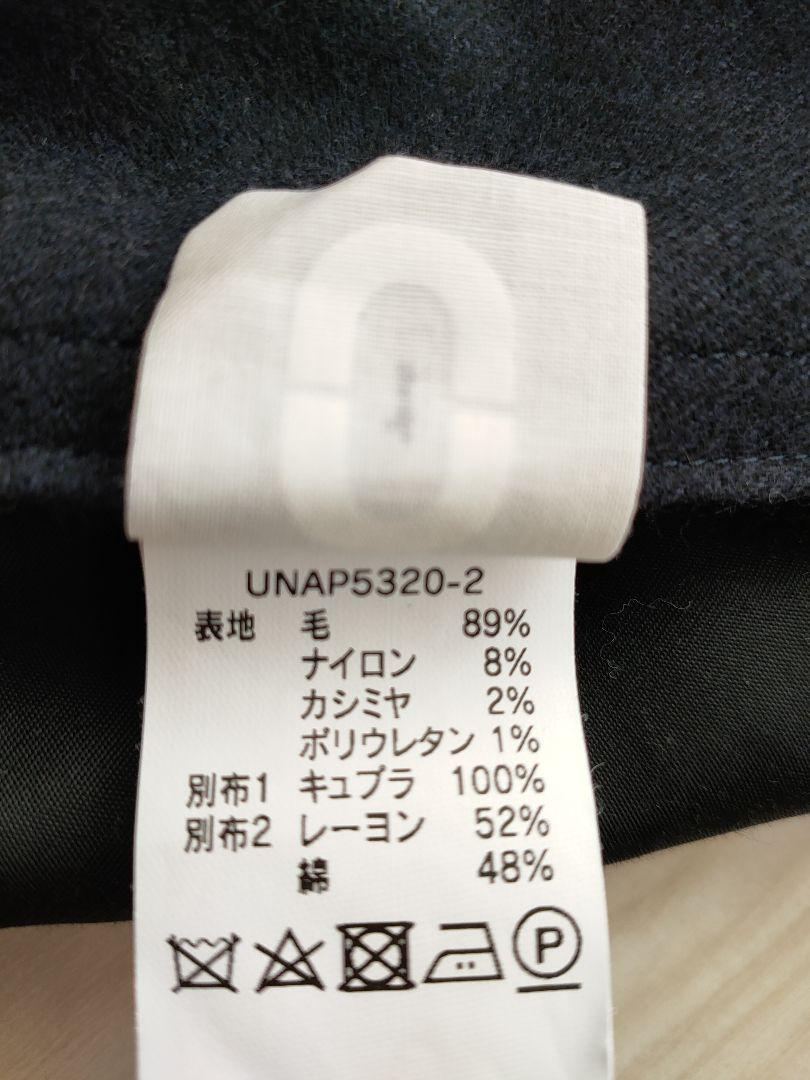 UNAP5320-2
表地 毛 89%
ナイロン 8%
カシミヤ 2%
ポリウレタン 1%
別布1 キュプラ 100%
別布2 レーヨン 52%
綿 48%
P